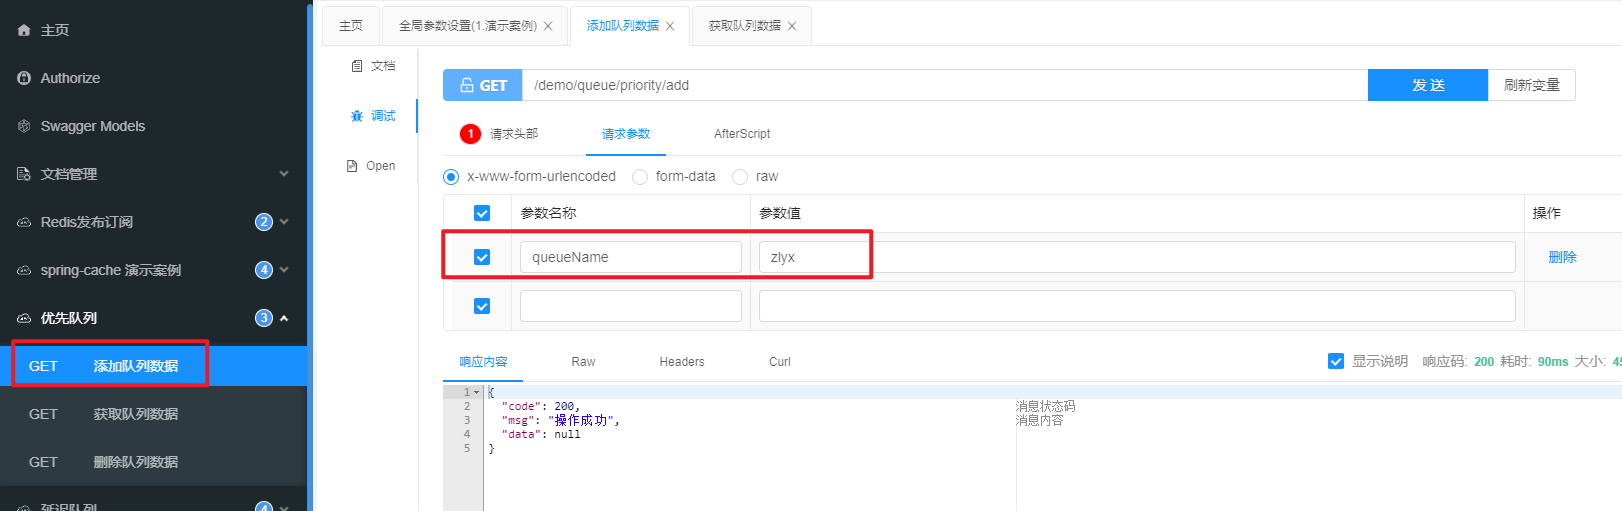 主页
Authorize
Swagger Models
文档管理
Redis发布订阅 2
spring-cache 演示案例 4
优先队列 3
GET 添加队列数据
GET 获取队列数据
GET 删除队列数据
延迟队列 4
主页 全局参数设置(1.演示案例) 添加队列数据 获取队列数据
文档
调试
Open
GET /demo/queue/priority/add 发 送 刷新变量
1 请求头部 请求参数 AfterScript
x-www-form-urlencoded form-data raw
参数名称 参数值 操作
queueName zlyx 删除
响应内容 Raw Headers Curl 显示说明 响应码: 200 耗时: 90ms 大小: 45
1 {
2 "code": 200, 消息状态码
3 "msg": "操作成功", 消息内容
4 "data": null
5 }